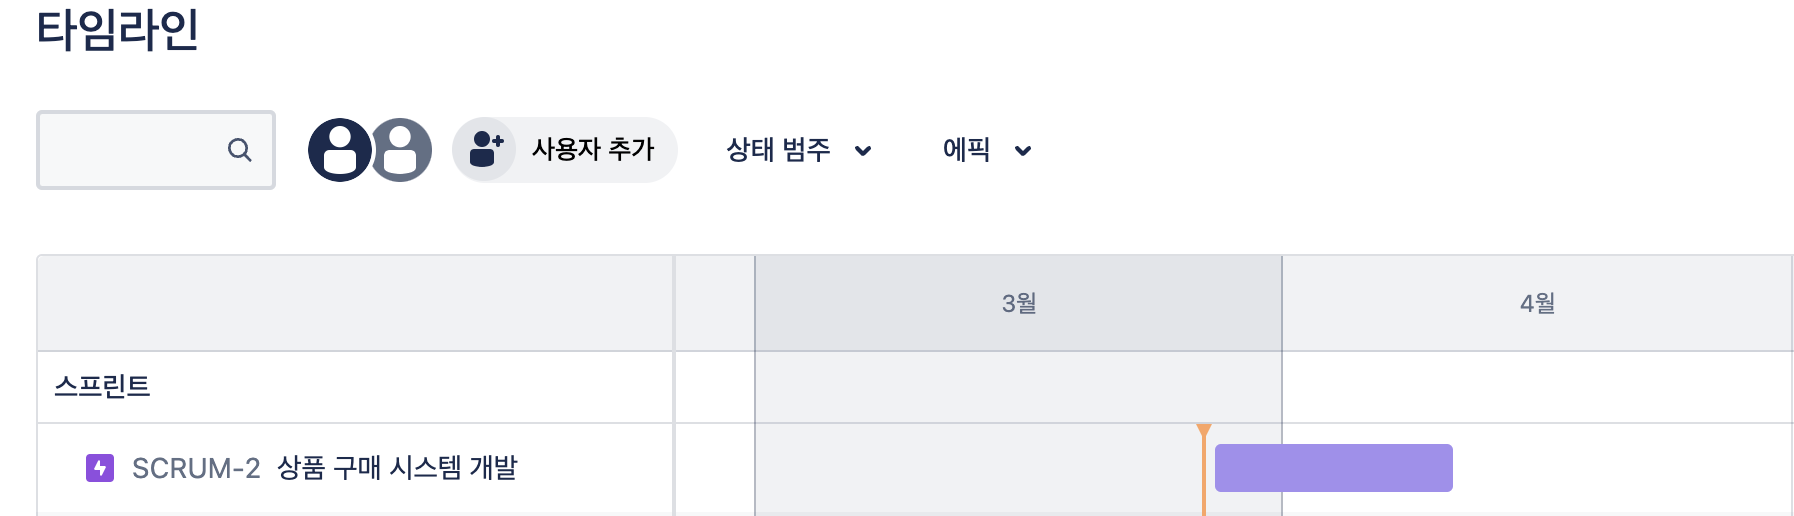 타임라인
사용자 추가
상태 범주
에픽
3월
4월
스프린트
SCRUM-2 상품 구매 시스템 개발